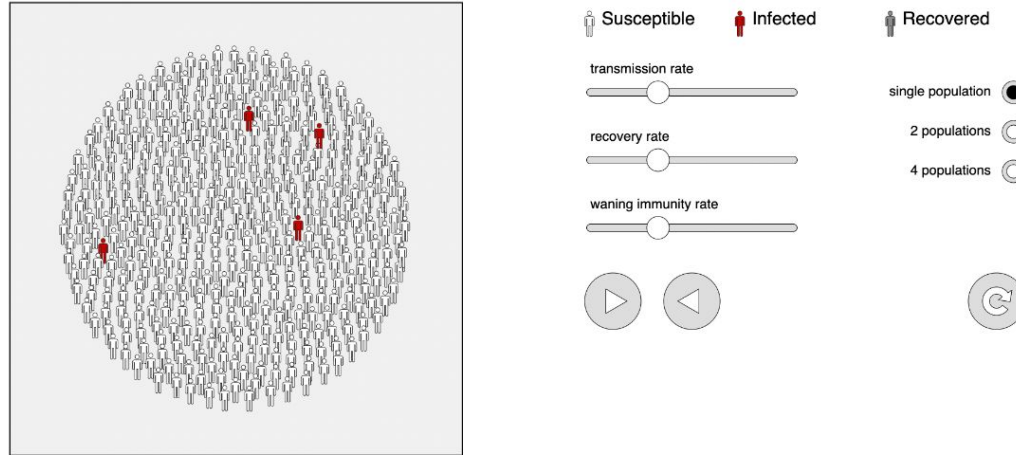 Susceptible Infected Recovered
transmission rate
single population
recovery rate
2 populations
4 populations
waning immunity rate